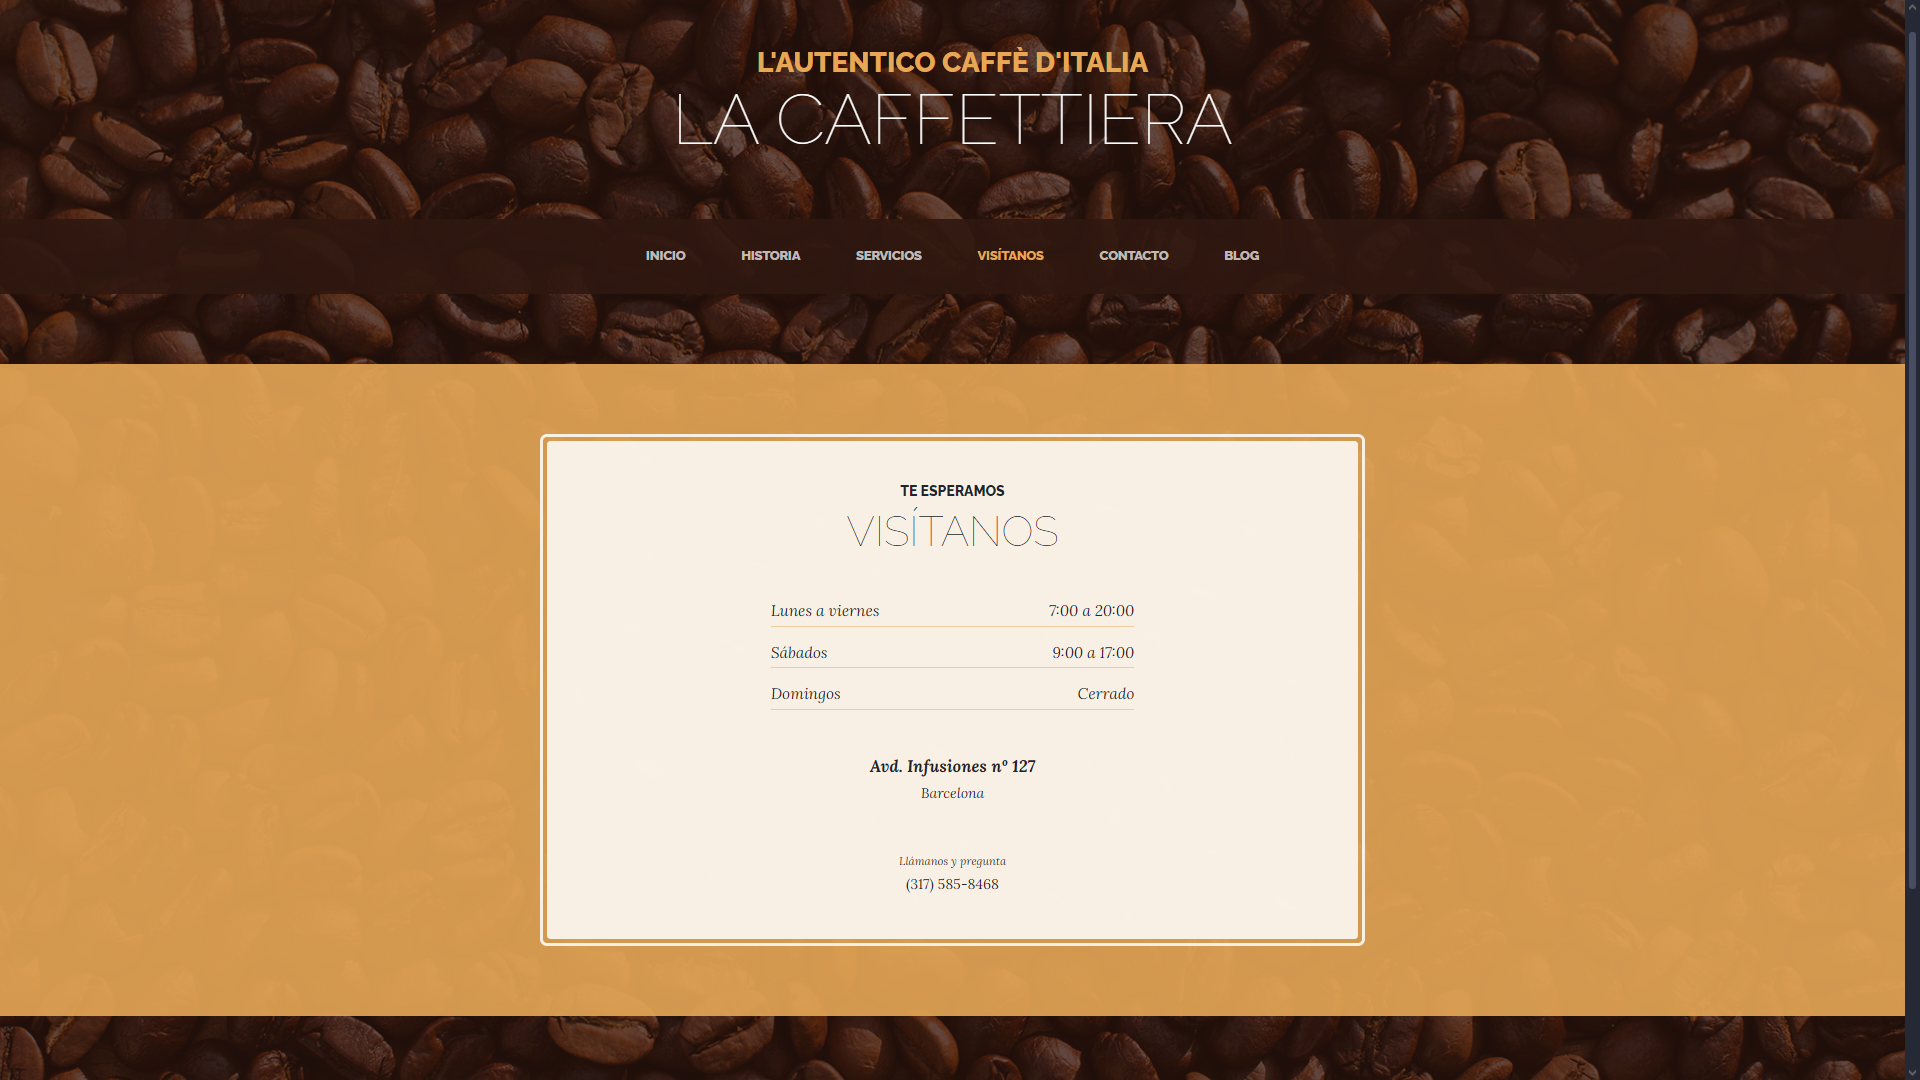 L'AUTENTICO CAFFÈ D'ITALIA
LA CAFFETTIERA
INICIO HISTORIA SERVICIOS VISÍTANOS CONTACTO BLOG
TE ESPERAMOS
VISÍTANOS
Lunes a viernes 7:00 a 20:00
Sábados 9:00 a 17:00
Domingos Cerrado
Avd. Infusiones nº 127
Barcelona
Llámanos y pregunta
(317) 585-8468